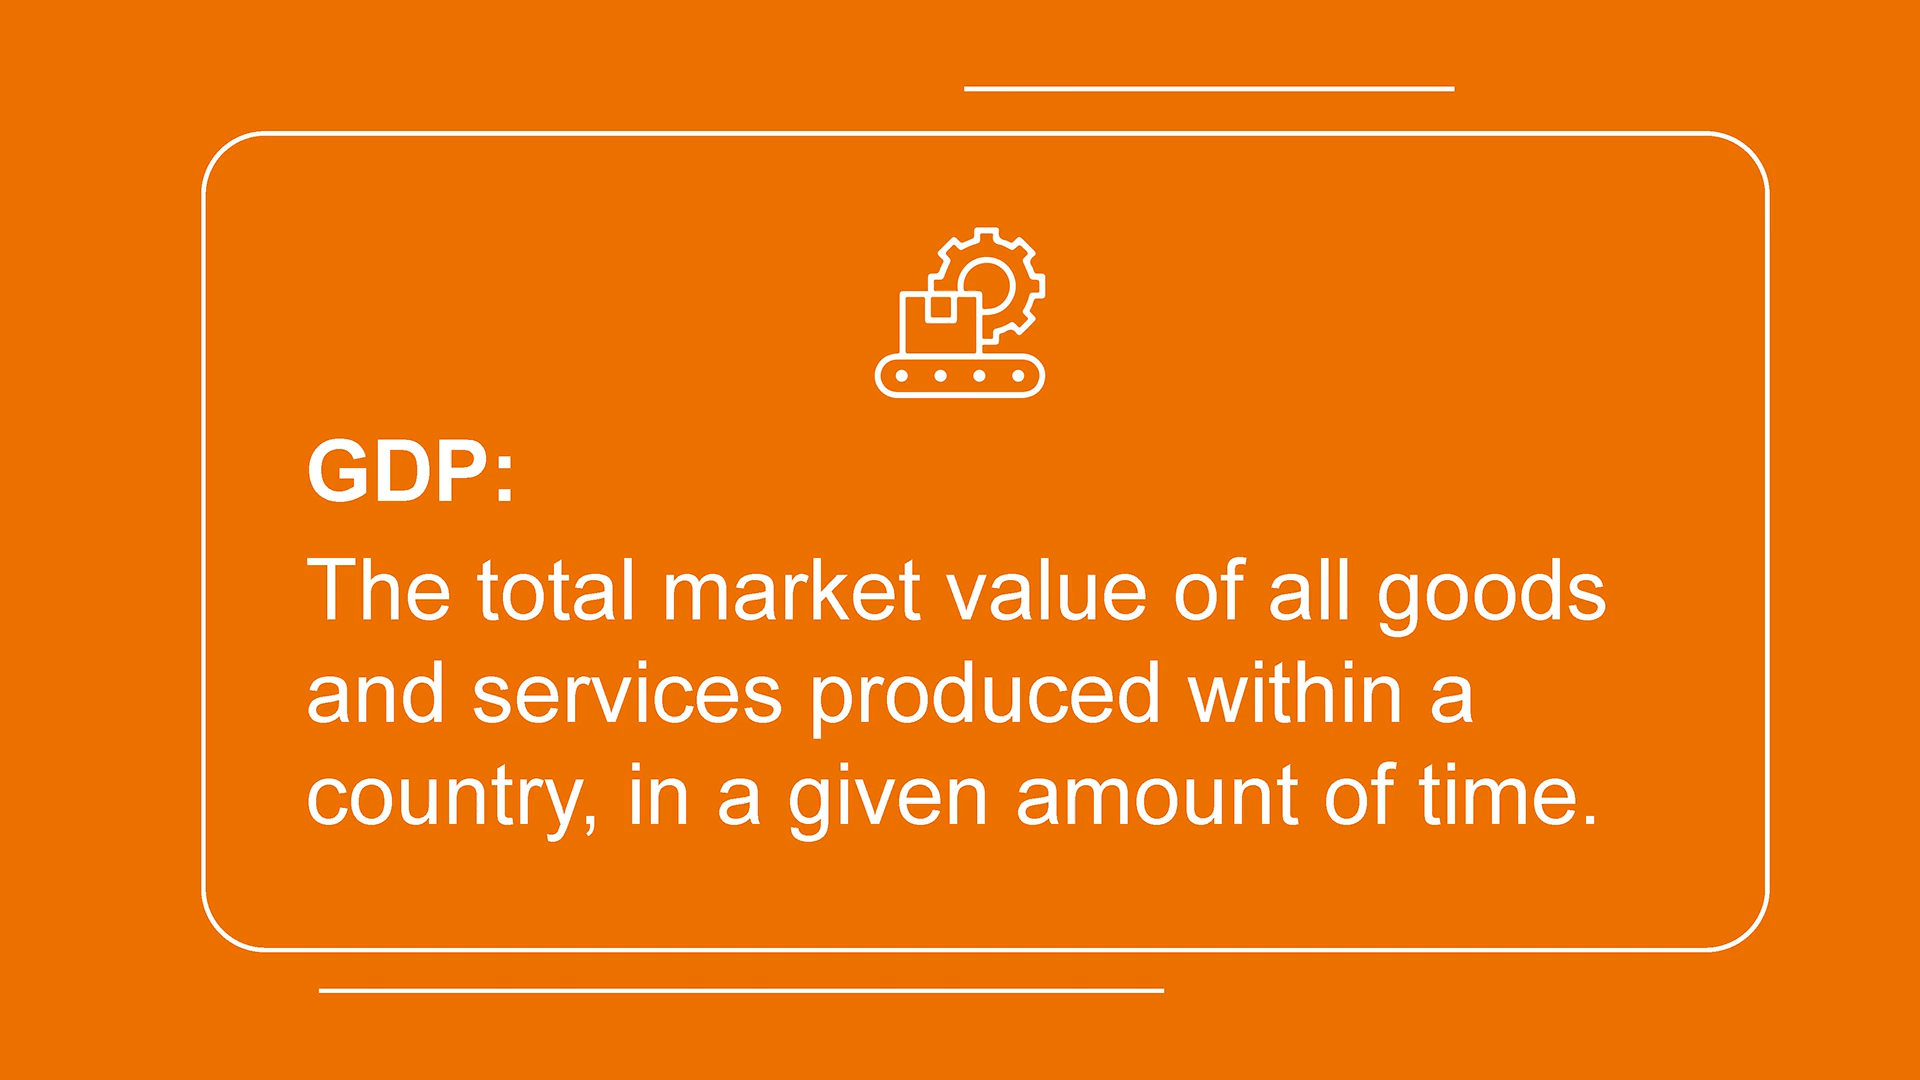 GDP:
The total market value of all goods
and services produced within a
country, in a given amount of time.